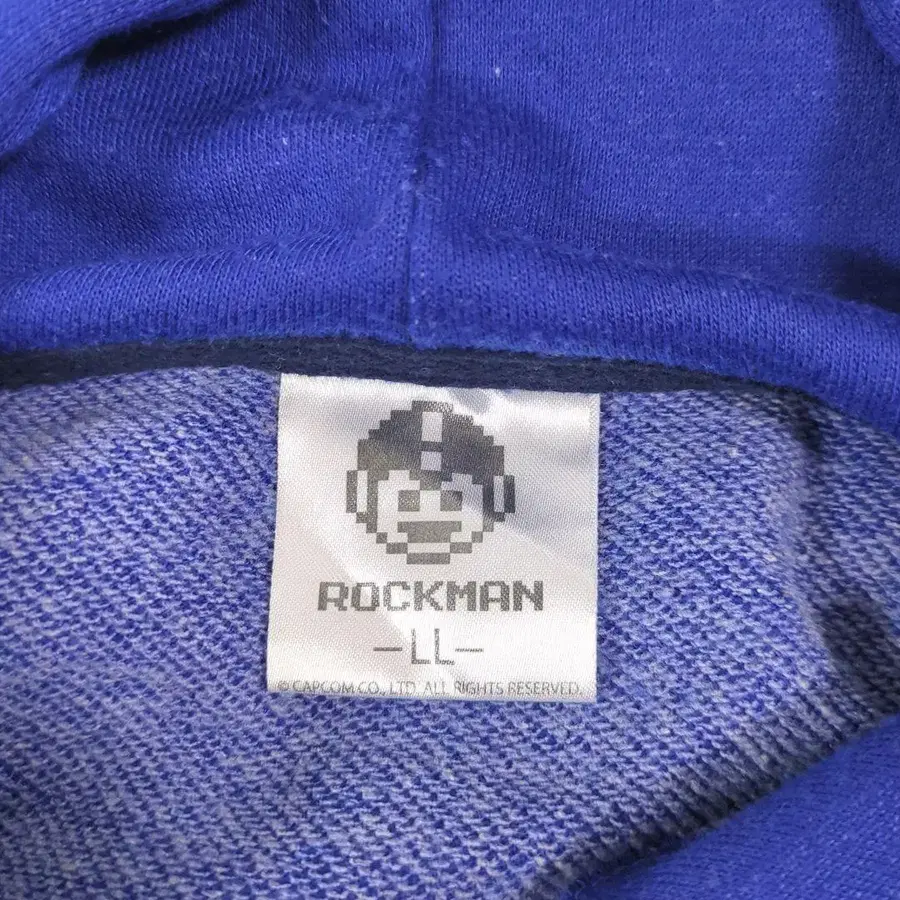 ROCKMAN
-LL-
© CAPCOM CO., LTD. ALL RIGHTS RESERVED.